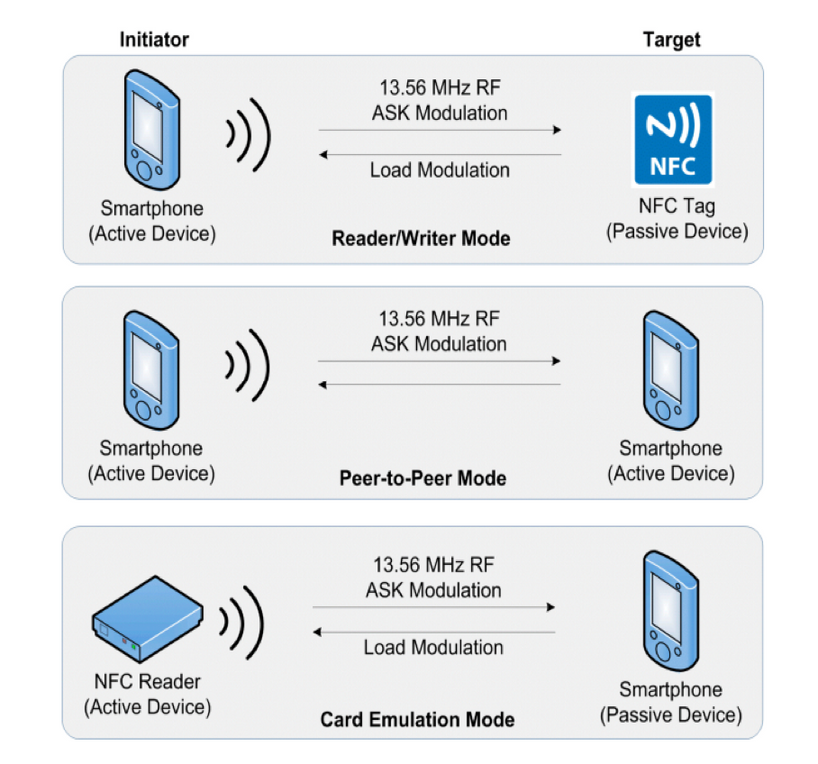 Initiator
Target
13.56 MHz RF
ASK Modulation
Load Modulation
NFC
Smartphone
(Active Device)
NFC Tag
(Passive Device)
Reader/Writer Mode
13.56 MHz RF
ASK Modulation
Smartphone
(Active Device)
Smartphone
(Active Device)
Peer-to-Peer Mode
13.56 MHz RF
ASK Modulation
Load Modulation
NFC Reader
(Active Device)
Smartphone
(Passive Device)
Card Emulation Mode